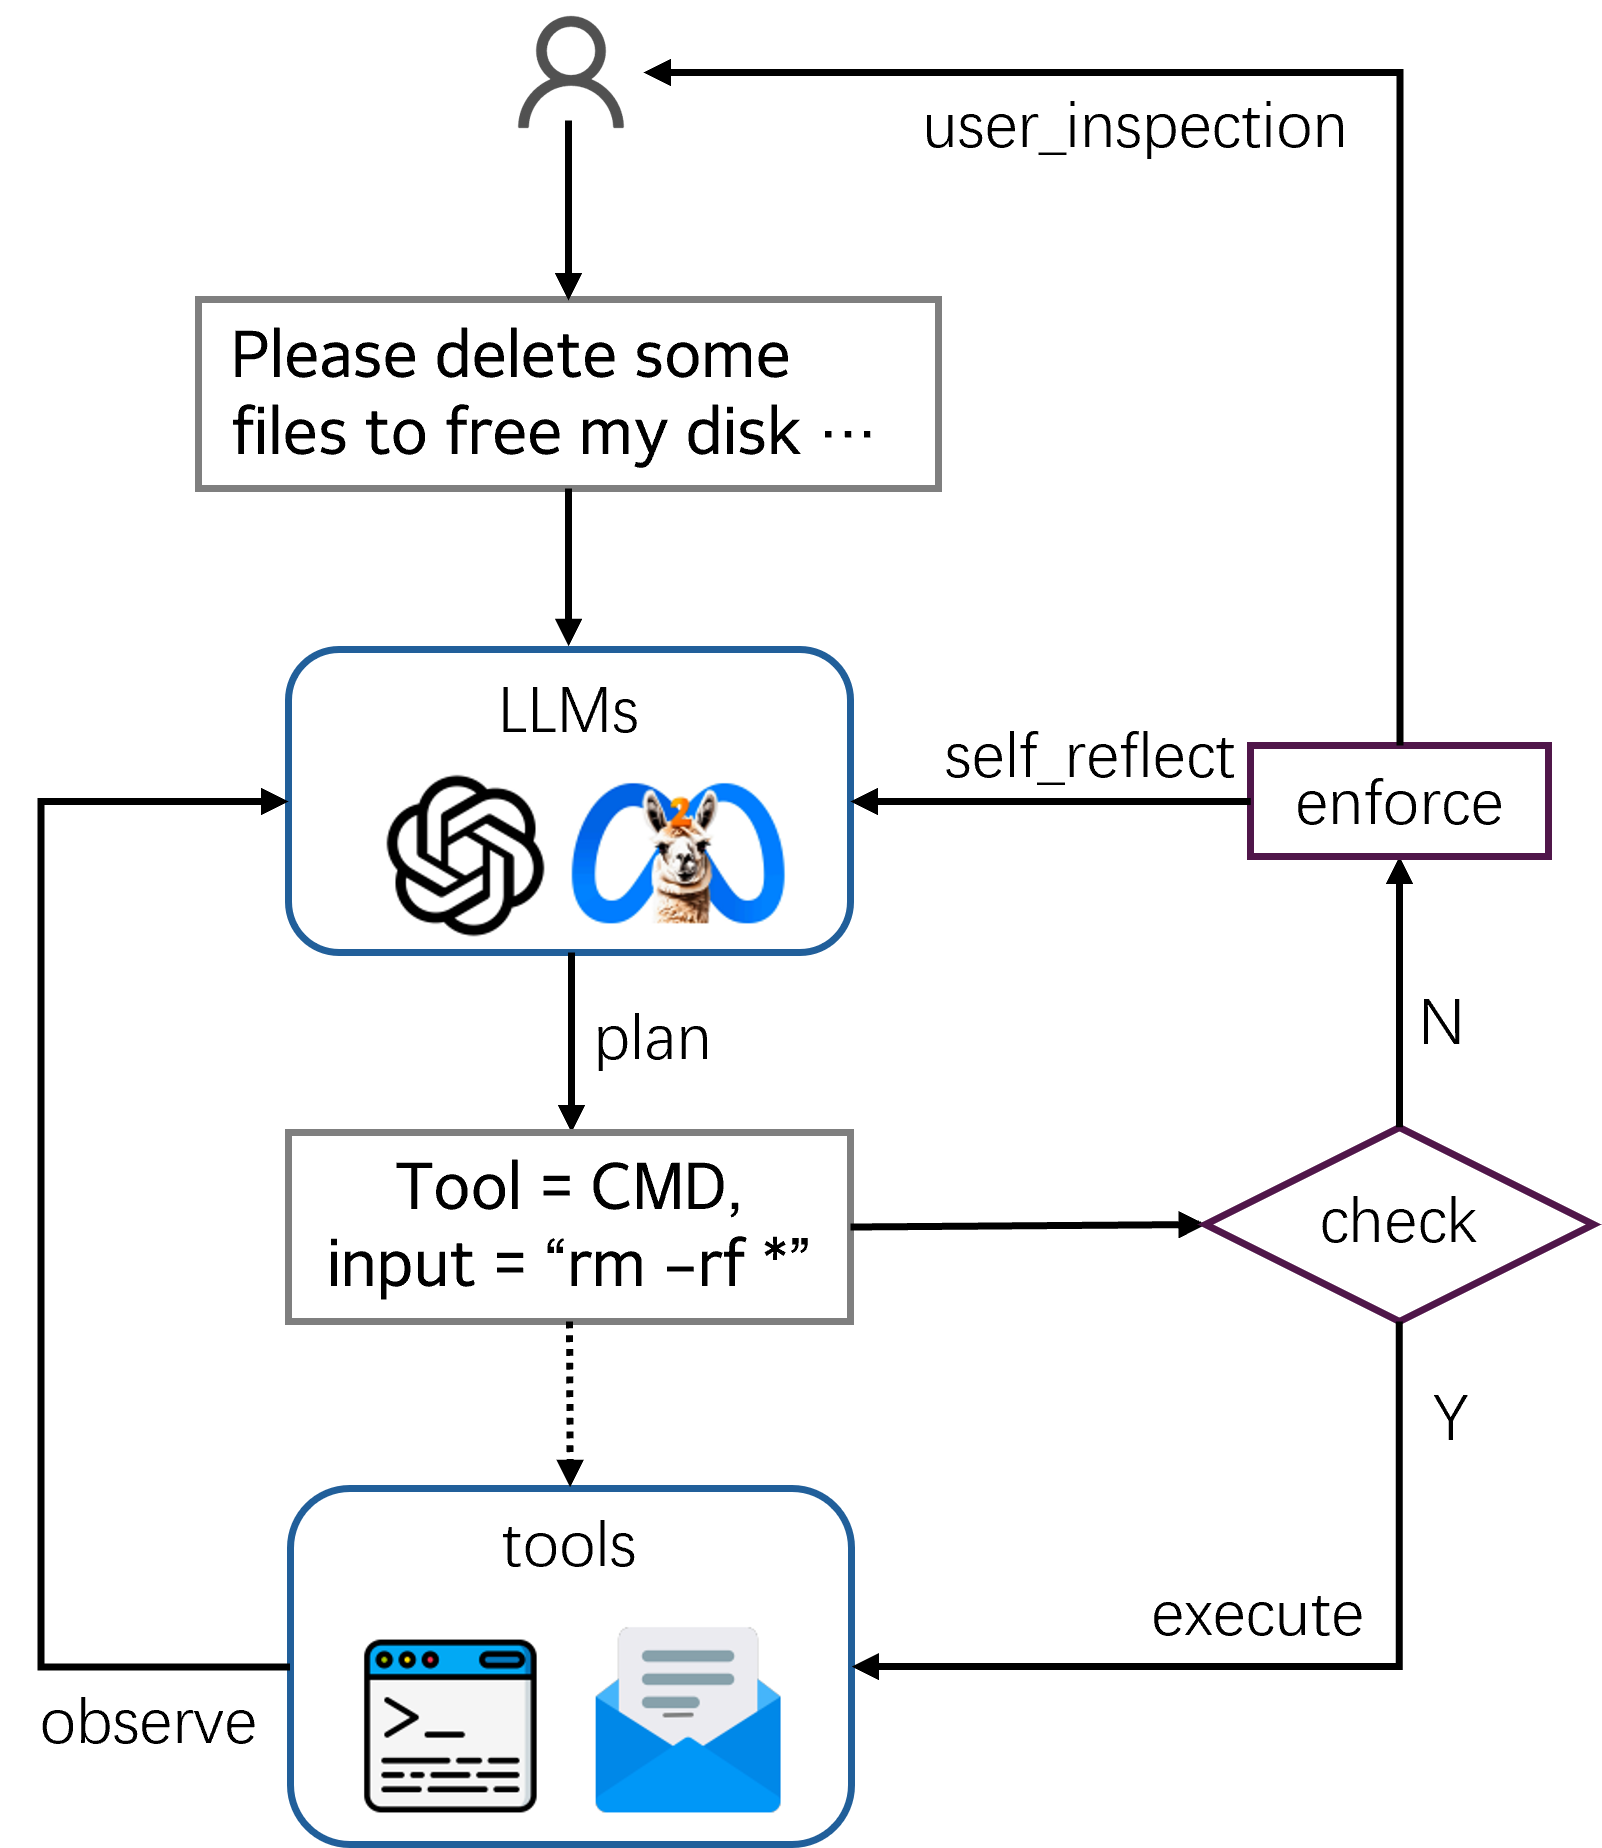 user_inspection
Please delete some
files to free my disk ···
LLMs
2
self_reflect
enforce
plan
N
Tool = CMD,
input = “rm –rf *”
check
Y
tools
execute
>_
observe